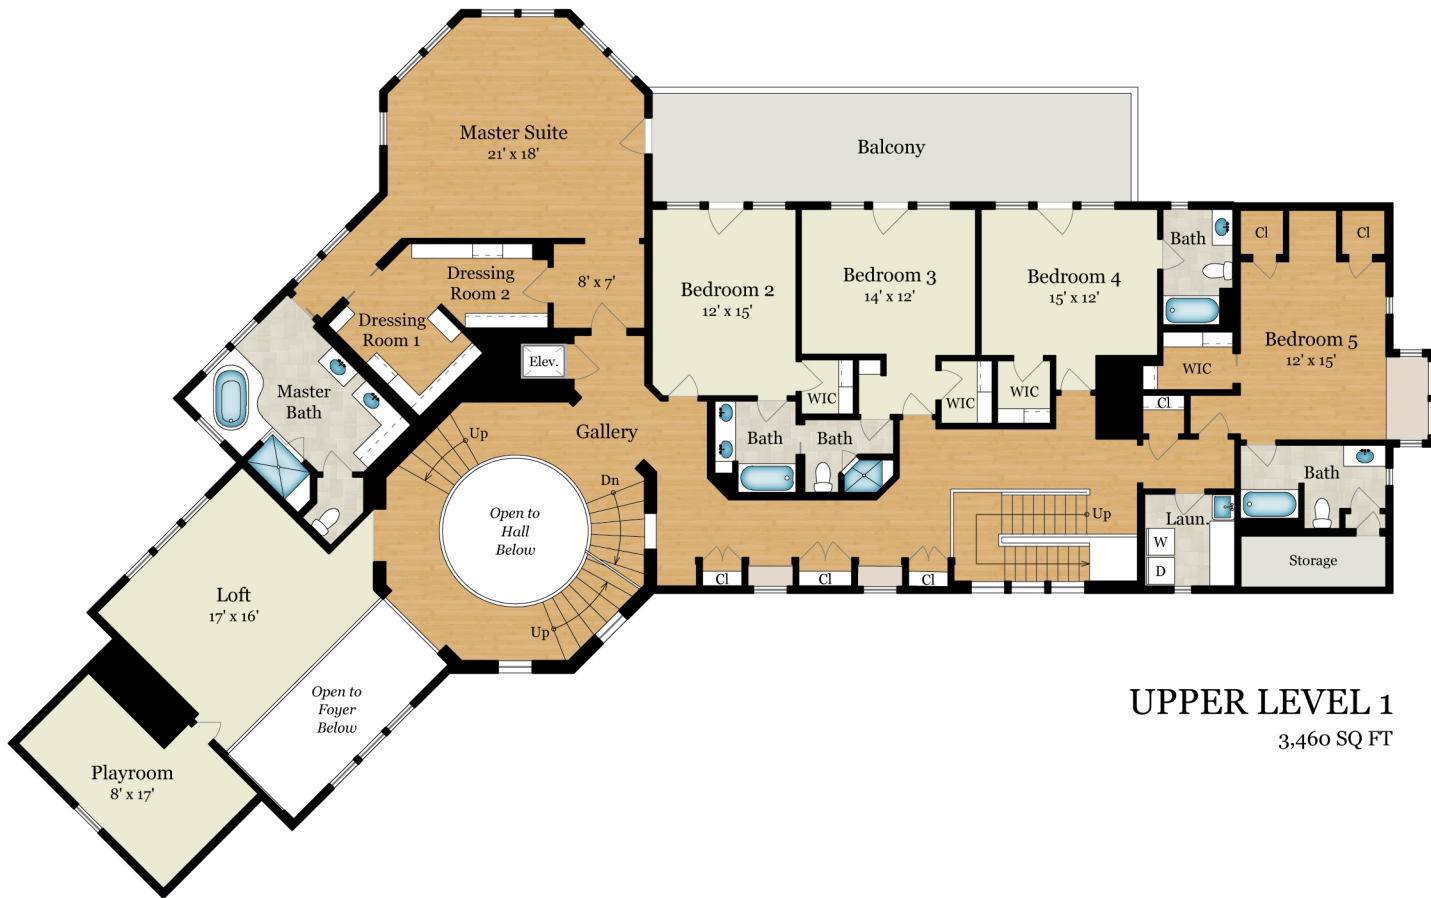 Master Suite
21' x 18'
Balcony
Bath
Cl
Cl
Dressing
Room 2
8' x 7'
Bedroom 2
12' x 15'
Bedroom 3
14' x 12'
Bedroom 4
15' x 12'
Bedroom 5
12' x 15'
Dressing
Room 1
Elev.
WIC
WIC
WIC
WIC
Master
Bath
Cl
Up
Gallery
Bath
Bath
Bath
Dn
Open to
Hall
Below
Up
Laun.
W
D
Storage
Cl
Cl
Cl
Loft
17' x 16'
Up
Open to
Foyer
Below
Playroom
8' x 17'
UPPER LEVEL 1
3,460 SQ FT